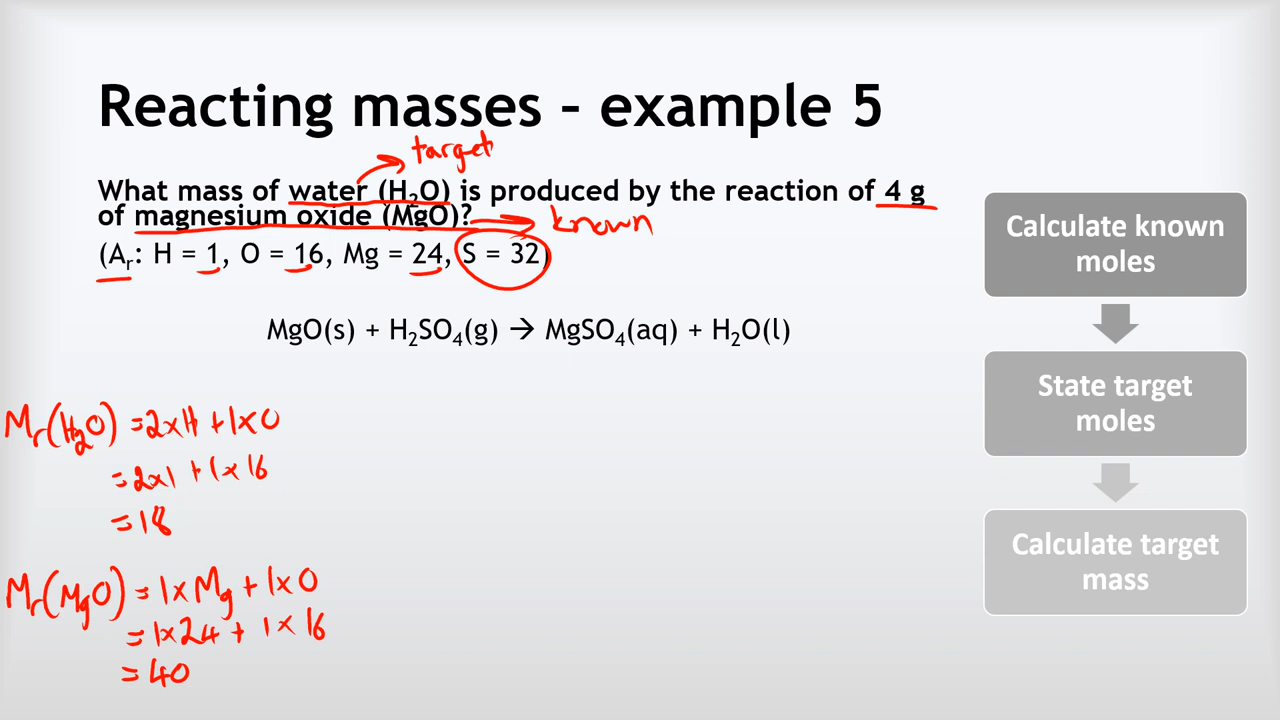 Reacting masses – example 5
target
What mass of water (H₂O) is produced by the reaction of 4 g
of magnesium oxide (MgO)?
known
(Aᵣ: H = 1, O = 16, Mg = 24, S = 32)
MgO(s) + H₂SO₄(g) → MgSO₄(aq) + H₂O(l)
Mᵣ(H₂O) = 2×H + 1×O
= 2×1 + 1×16
= 18
Mᵣ(MgO) = 1×Mg + 1×O
= 1×24 + 1×16
= 40
Calculate known
moles
State target
moles
Calculate target
mass